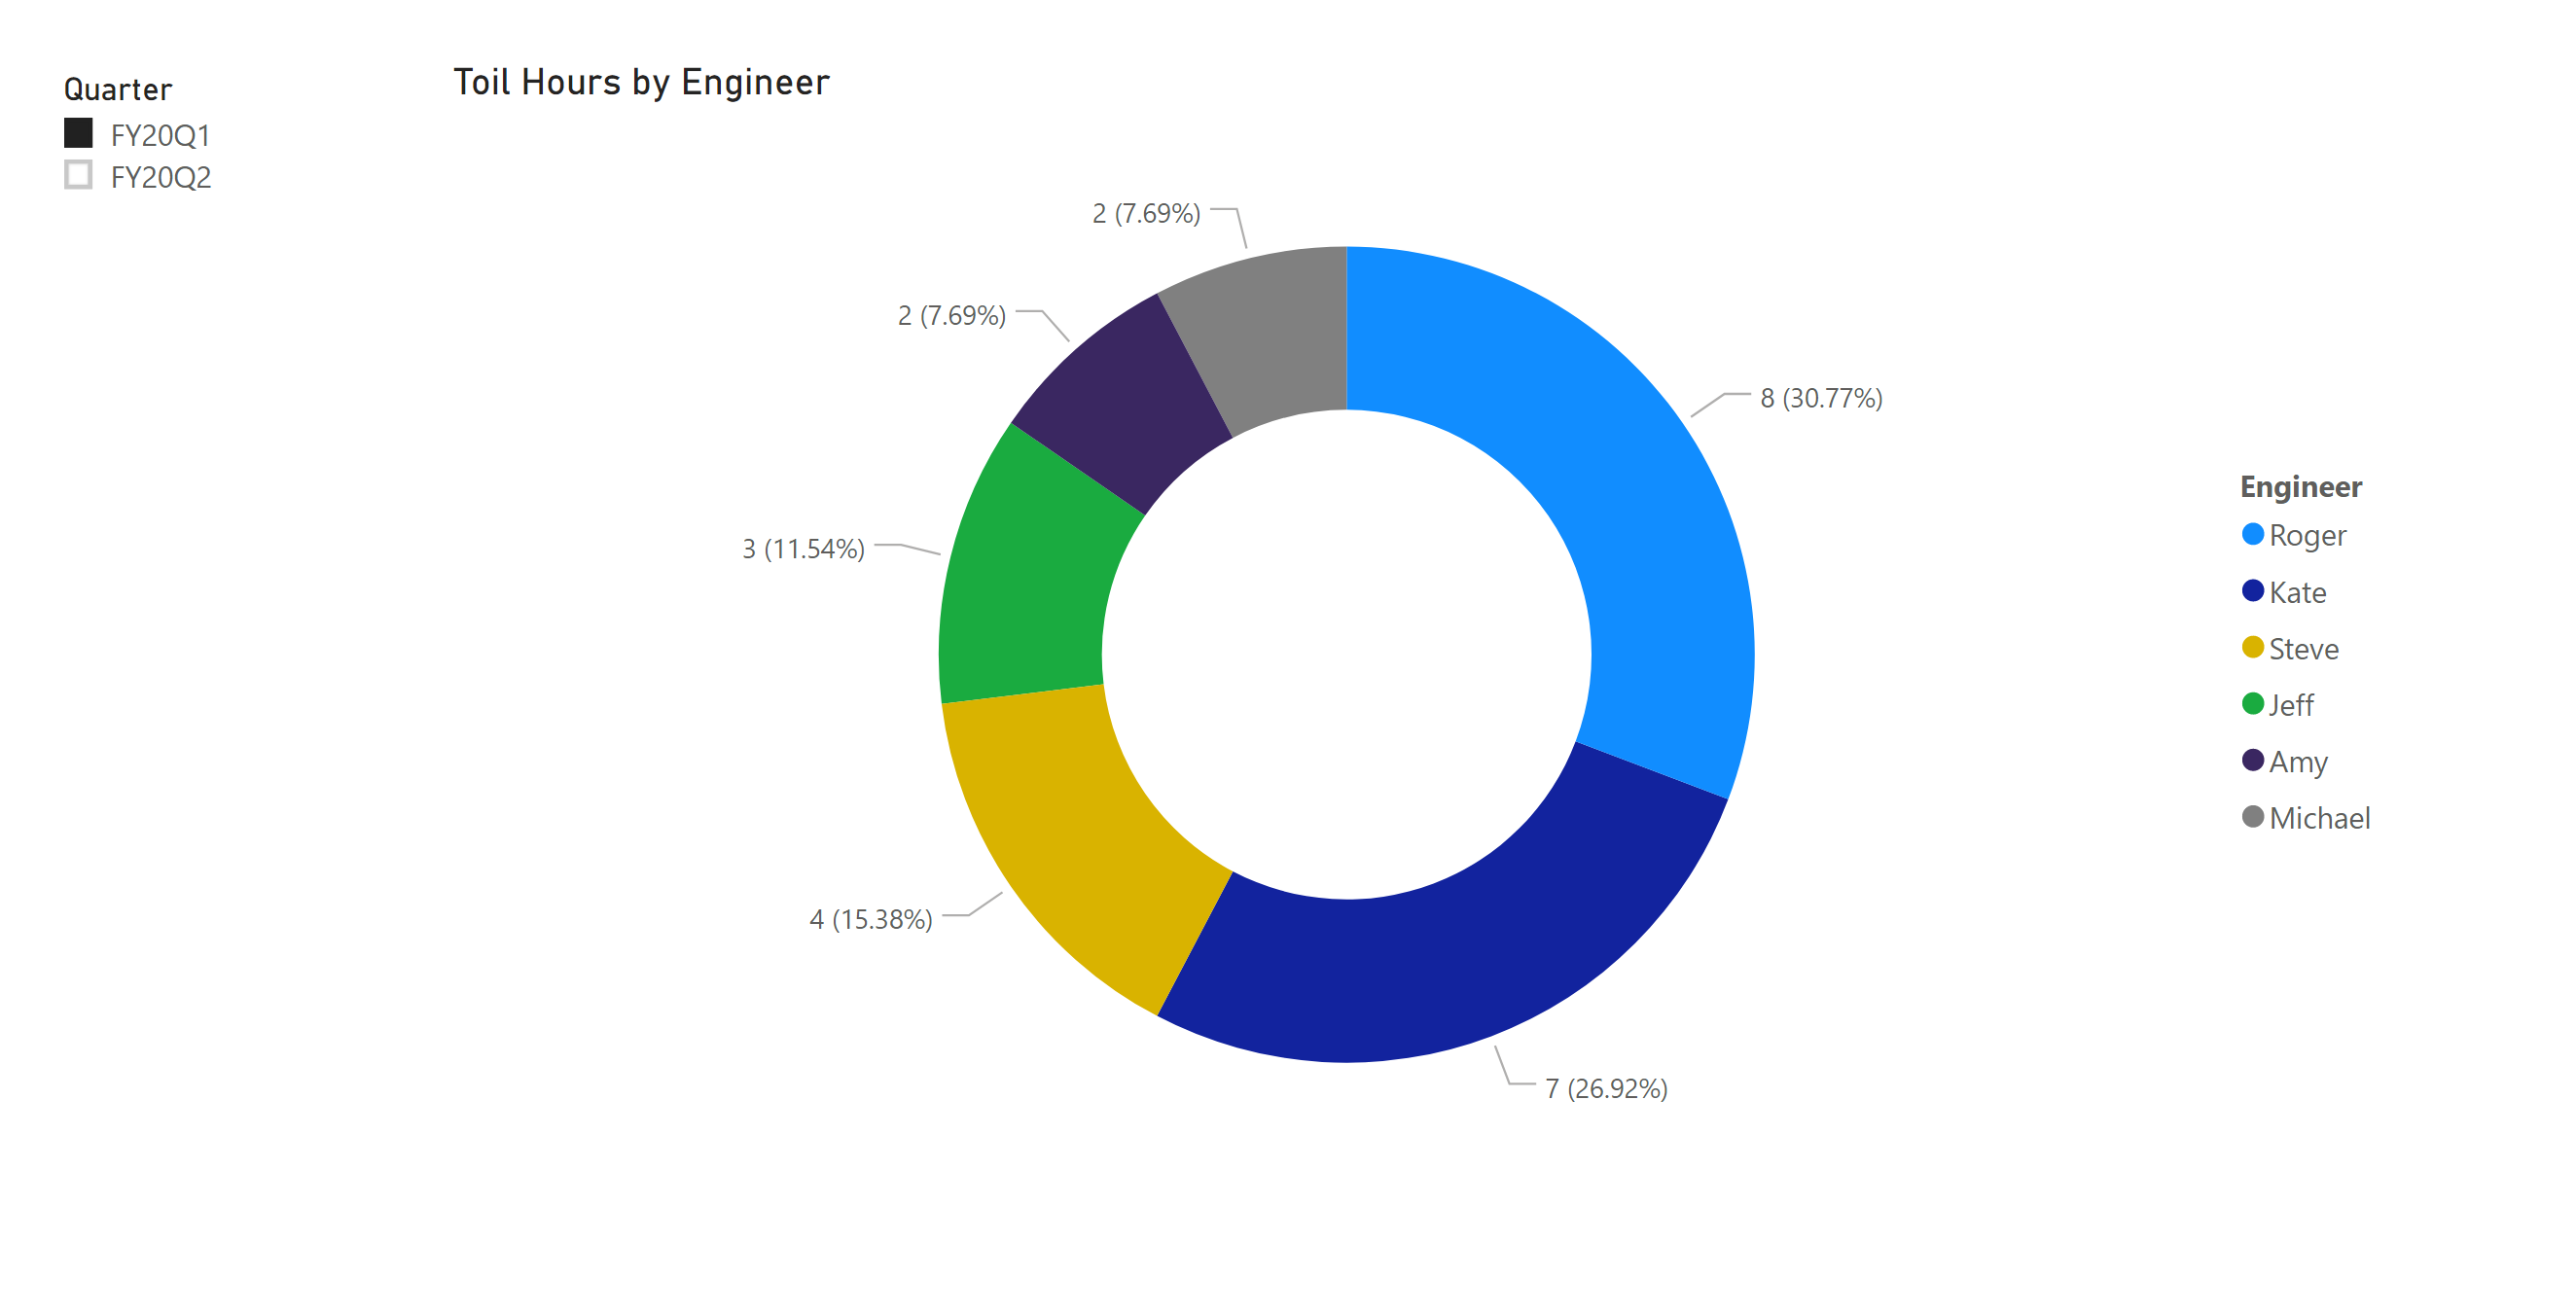 Quarter
FY20Q1
FY20Q2
Toil Hours by Engineer
2 (7.69%)
2 (7.69%)
8 (30.77%)
3 (11.54%)
4 (15.38%)
7 (26.92%)
Engineer
Roger
Kate
Steve
Jeff
Amy
Michael